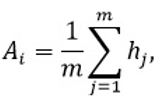 $A_i = \frac{1}{m} \sum_{j=1}^{m} h_j,$